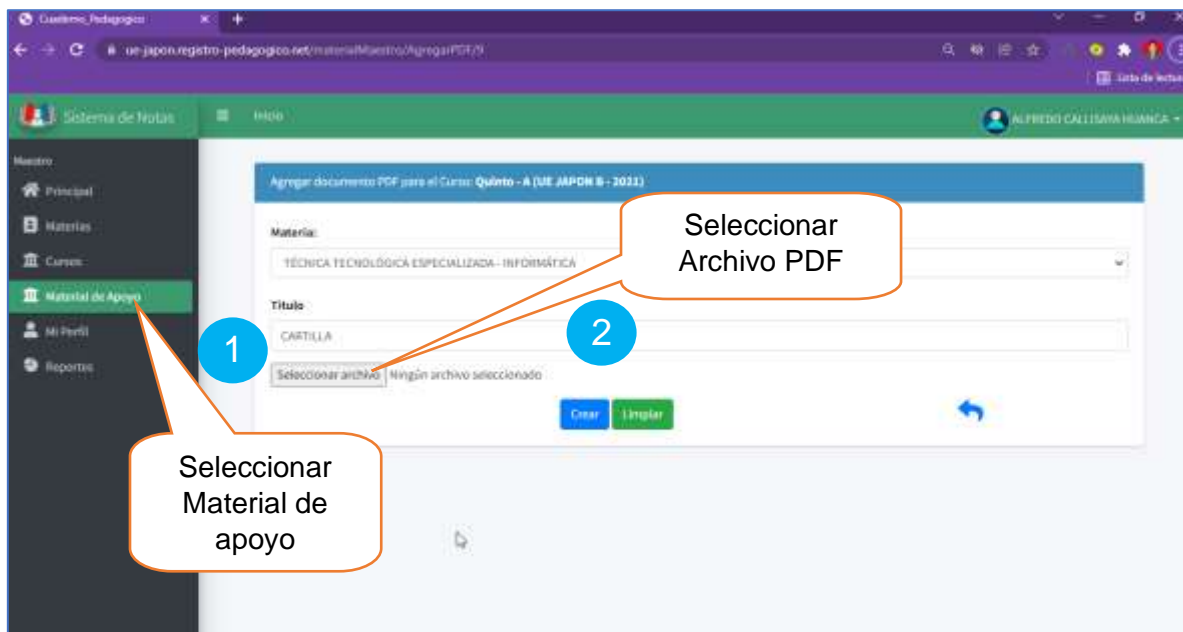 Cuaderno_Pedagogico
ue-japon.registro-pedagogico.net/materialMaestro/AgregarPDF/9
Lista de lectur
Sistema de Notas
Inicio
ALFREDO CALLISAYA HUANCA
Maestro
Principal
Materias
Cursos
Material de Apoyo
Mi Perfil
Reportes
Agregar documento PDF para el Curso: Quinto - A (UE JAPON B - 2021)
Materia:
TÉCNICA TECNOLÓGICA ESPECIALIZADA - INFORMÁTICA
Titulo
CARTILLA
Seleccionar archivo Ningún archivo seleccionado
Crear Limpiar
Seleccionar
Archivo PDF
1
2
Seleccionar
Material de
apoyo